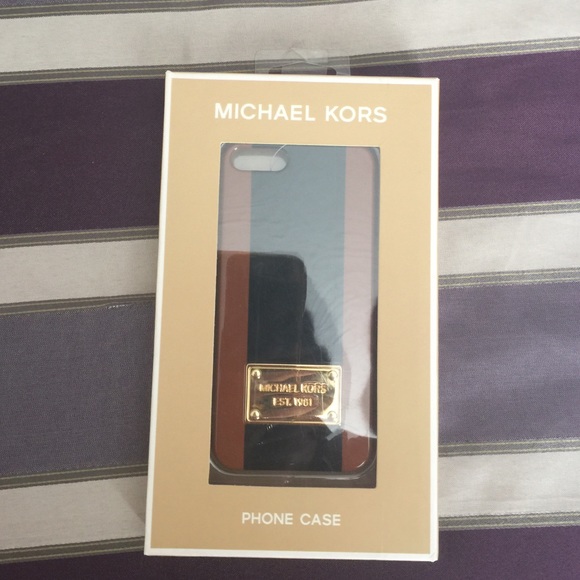 MICHAEL KORS
MICHAEL KORS
EST. 1981
PHONE CASE